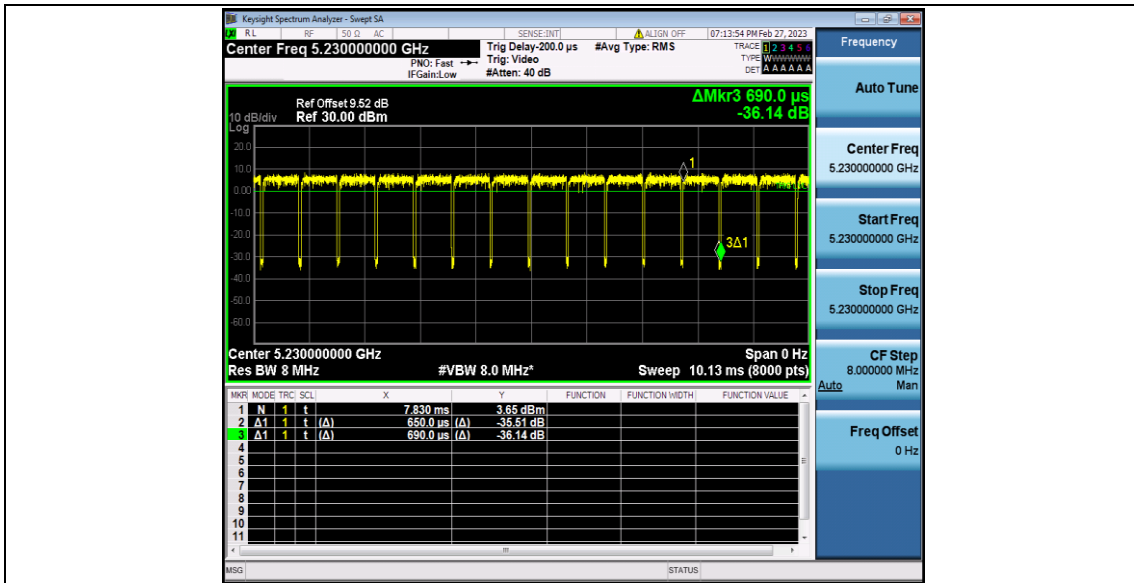 Keysight Spectrum Analyzer - Swept SA
RL RF 50 Ω AC SENSE:INT ALIGN OFF 07:13:54 PM Feb 27, 2023
Center Freq 5.230000000 GHz
PNO: Fast
IFGain:Low
Trig Delay-200.0 µs
Trig: Video
#Atten: 40 dB
#Avg Type: RMS
TRACE 1 2 3 4 5 6
TYPE W
DET A A A A A A
ΔMkr3 690.0 µs
-36.14 dB
Ref Offset 9.52 dB
10 dB/div Ref 30.00 dBm
Log
20.0
10.0
0.00
-10.0
-20.0
-30.0
-40.0
-50.0
-60.0
1
3Δ1
Center 5.230000000 GHz Span 0 Hz
Res BW 8 MHz #VBW 8.0 MHz* Sweep 10.13 ms (8000 pts)
MKR MODE TRC SCL X Y FUNCTION FUNCTION WIDTH FUNCTION VALUE
1 N 1 t 7.830 ms 3.65 dBm
2 Δ1 1 t (Δ) 650.0 µs (Δ) -35.51 dB
3 Δ1 1 t (Δ) 690.0 µs (Δ) -36.14 dB
4
5
6
7
8
9
10
11
MSG STATUS
Frequency
Auto Tune
Center Freq
5.230000000 GHz
Start Freq
5.230000000 GHz
Stop Freq
5.230000000 GHz
CF Step
8.000000 MHz
Auto Man
Freq Offset
0 Hz